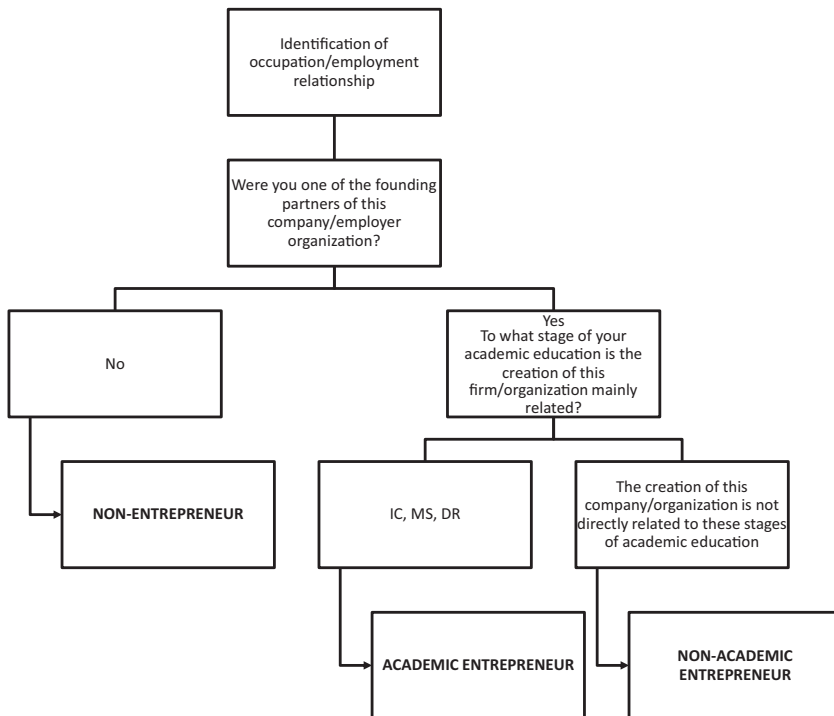 Identification of
occupation/employment
relationship
Were you one of the founding
partners of this
company/employer
organization?
No
Yes
To what stage of your
academic education is the
creation of this
firm/organization mainly
related?
NON-ENTREPRENEUR
IC, MS, DR
The creation of this
company/organization is not
directly related to these stages
of academic education
ACADEMIC ENTREPRENEUR
NON-ACADEMIC
ENTREPRENEUR